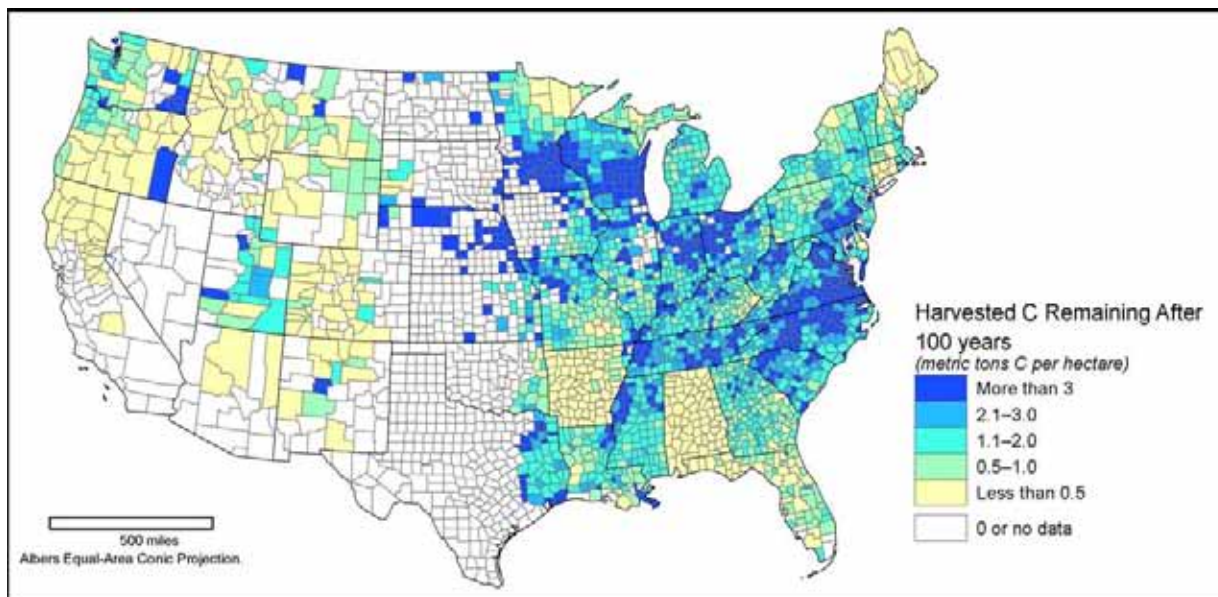 Harvested C Remaining After
100 years
(metric tons C per hectare)
More than 3
2.1–3.0
1.1–2.0
0.5–1.0
Less than 0.5
0 or no data
500 miles
Albers Equal-Area Conic Projection.